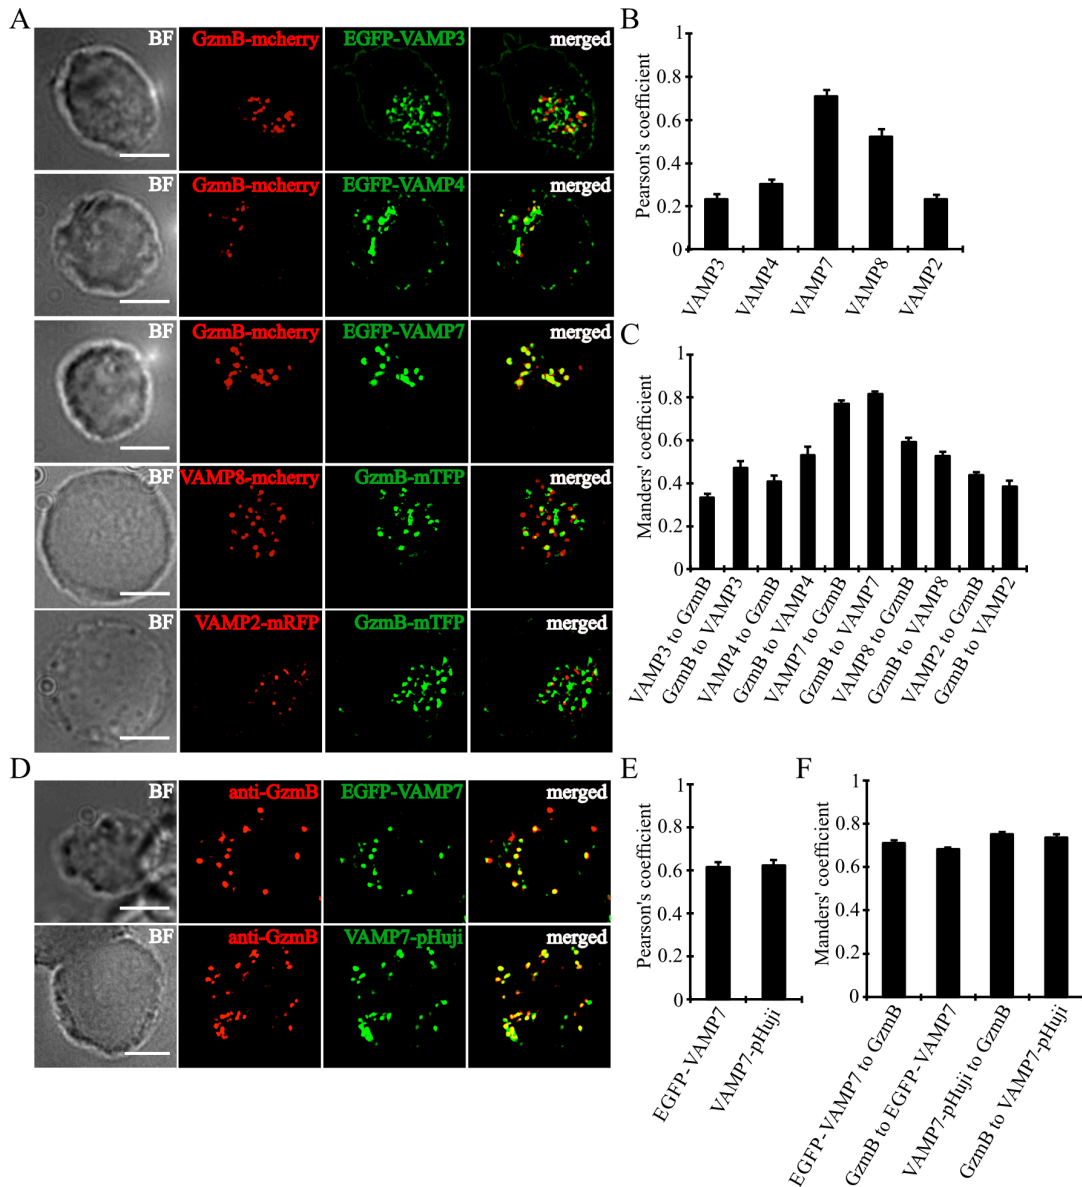 A
BF
GzmB-mcherry
EGFP-VAMP3
merged
BF
GzmB-mcherry
EGFP-VAMP4
merged
BF
GzmB-mcherry
EGFP-VAMP7
merged
BF
VAMP8-mcherry
GzmB-mTFP
merged
BF
VAMP2-mRFP
GzmB-mTFP
merged
B
Pearson's coefficient
1
0.8
0.6
0.4
0.2
0
VAMP3
VAMP4
VAMP7
VAMP8
VAMP2
C
Manders' coefficient
1
0.8
0.6
0.4
0.2
0
VAMP3 to GzmB
GzmB to VAMP3
VAMP4 to GzmB
GzmB to VAMP4
VAMP7 to GzmB
GzmB to VAMP7
VAMP8 to GzmB
GzmB to VAMP8
VAMP2 to GzmB
GzmB to VAMP2
D
BF
anti-GzmB
EGFP-VAMP7
merged
BF
anti-GzmB
VAMP7-pHuji
merged
E
Pearson's coefficient
1
0.8
0.6
0.4
0.2
0
EGFP-VAMP7
VAMP7-pHuji
F
Manders' coefficient
1
0.8
0.6
0.4
0.2
0
EGFP-VAMP7 to GzmB
GzmB to EGFP-VAMP7
VAMP7-pHuji to GzmB
GzmB to VAMP7-pHuji